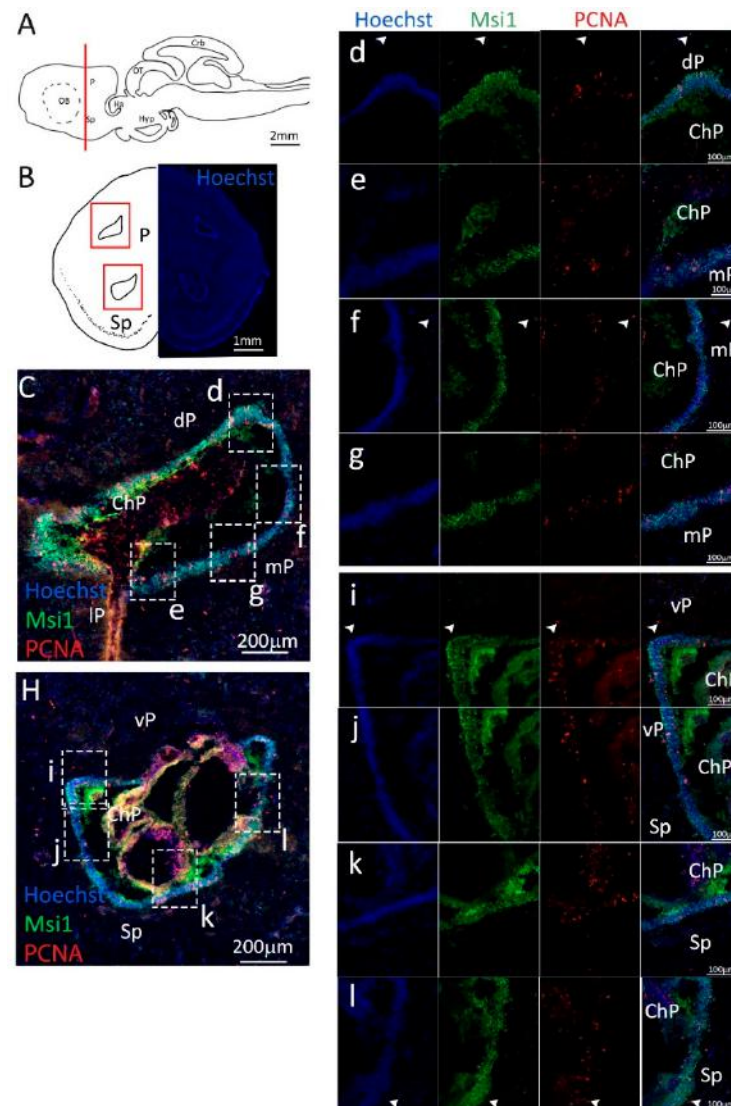 A
Crb
OT
P
OB
Ha
Sp
Hyp
2mm
B
Hoechst
P
Sp
1mm
C
d
dP
ChP
f
mP
g
lP
e
Hoechst
Msi1
PCNA
200μm
H
vP
i
ChP
l
j
k
Hoechst
Msi1
PCNA
Sp
200μm
Hoechst Msi1 PCNA
d
dP
ChP
100μm
e
ChP
mP
100μm
f
ChP
100μm
g
ChP
mP
100μm
i
vP
100μm
j
vP
ChP
Sp
100μm
k
ChP
Sp
100μm
l
ChP
Sp
100μm